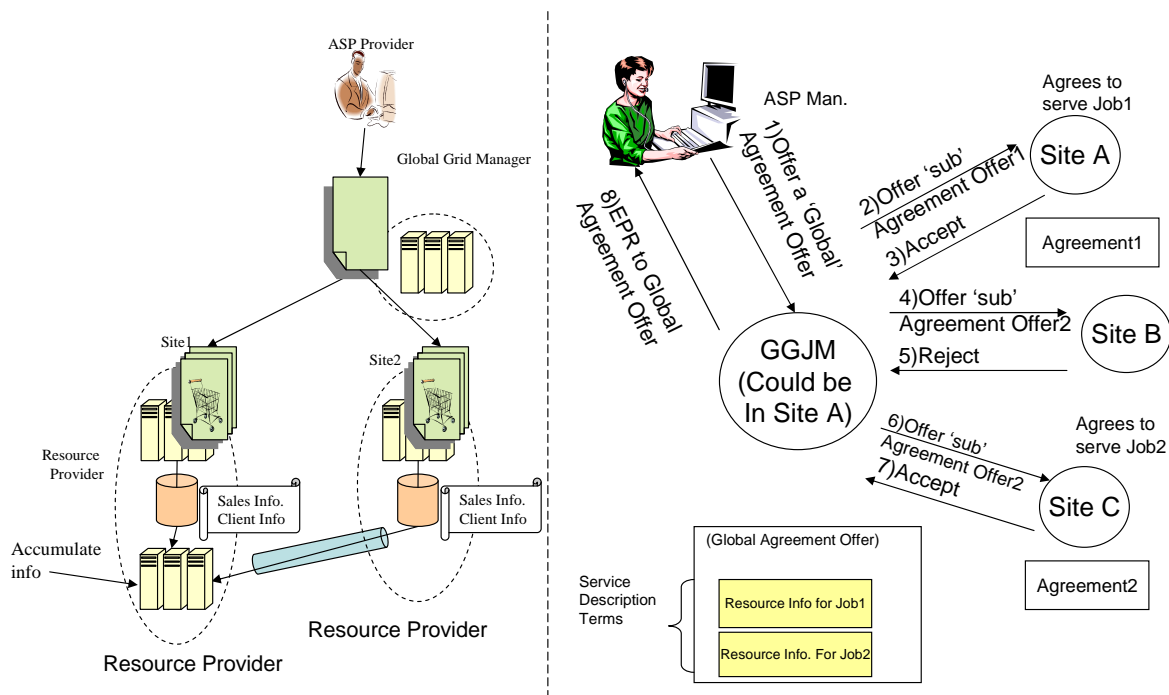 ASP Provider
Global Grid Manager
Site1
Site2
Resource
Provider
Sales Info.
Client Info
Sales Info.
Client Info
Accumulate
info
Resource Provider
Resource Provider
ASP Man.
1)Offer a ‘Global’
Agreement Offer
8)EPR to Global
Agreement Offer
GGJM
(Could be
In Site A)
Agrees to
serve Job1
Site A
2)Offer ‘sub’
Agreement Offer1
3)Accept
Agreement1
4)Offer ‘sub’
Agreement Offer2
5)Reject
Site B
6)Offer ‘sub’
Agreement Offer2
7)Accept
Agrees to
serve Job2
Site C
Agreement2
(Global Agreement Offer)
Service
Description
Terms
Resource Info for Job1
Resource Info. For Job2